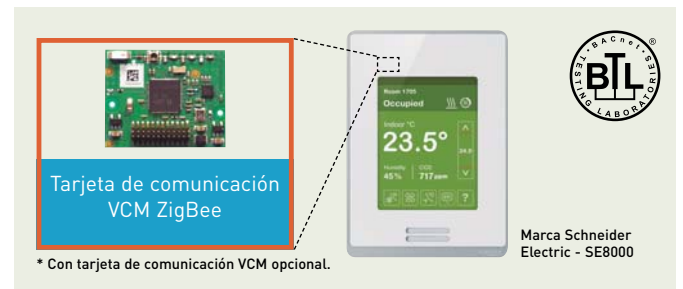 Tarjeta de comunicación
VCM ZigBee
* Con tarjeta de comunicación VCM opcional.
Room 1705
Occupied
Indoor °C
23.5°
24.0
Humidity
45%
CO2
717 ppm
?
Marca Schneider
Electric - SE8000
BACnet
®
BTL
TESTING LABORATORIES